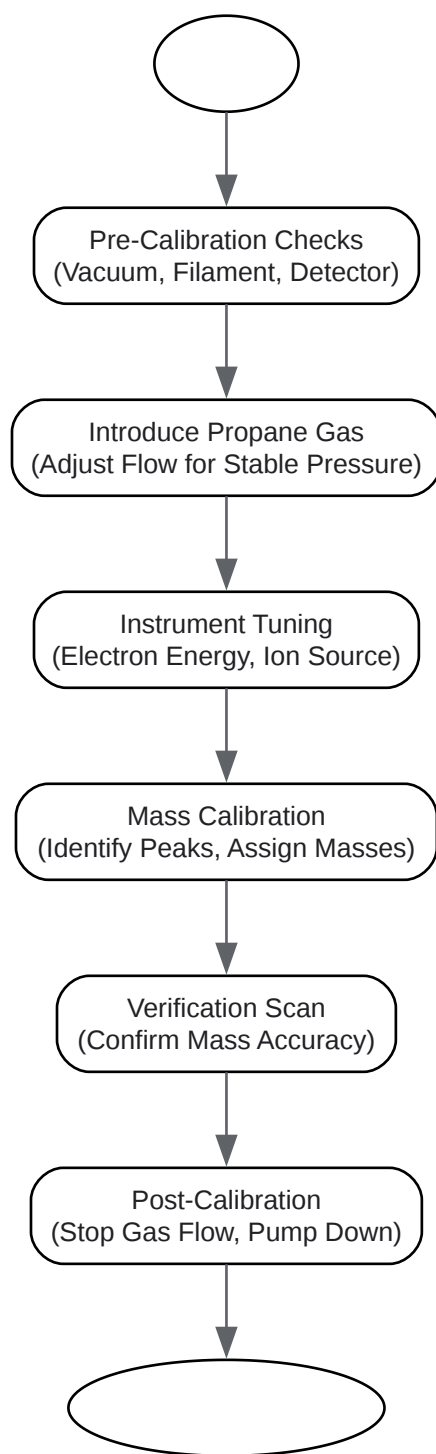 Pre-Calibration Checks
(Vacuum, Filament, Detector)
Introduce Propane Gas
(Adjust Flow for Stable Pressure)
Instrument Tuning
(Electron Energy, Ion Source)
Mass Calibration
(Identify Peaks, Assign Masses)
Verification Scan
(Confirm Mass Accuracy)
Post-Calibration
(Stop Gas Flow, Pump Down)